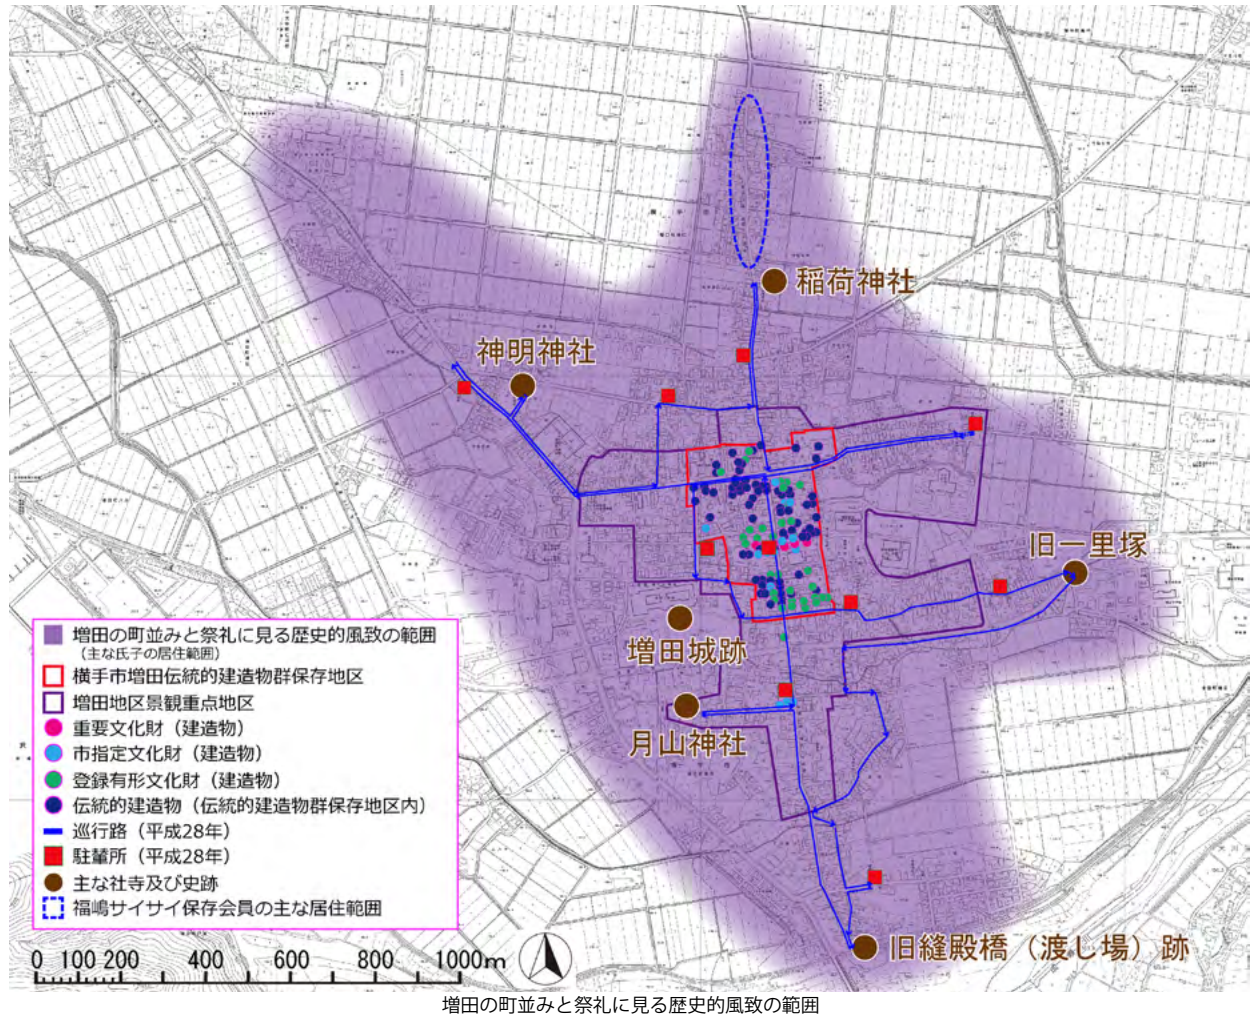 稲荷神社
神明神社
旧一里塚
増田城跡
月山神社
旧縫殿橋（渡し場）跡
増田の町並みと祭礼に見る歴史的風致の範囲
（主な氏子の居住範囲）
横手市増田伝統的建造物群保存地区
増田地区景観重点地区
重要文化財（建造物）
市指定文化財（建造物）
登録有形文化財（建造物）
伝統的建造物（伝統的建造物群保存地区内）
巡行路（平成28年）
駐輦所（平成28年）
主な社寺及び史跡
福嶋サイサイ保存会員の主な居住範囲
0 100 200 400 600 800 1000m
増田の町並みと祭礼に見る歴史的風致の範囲